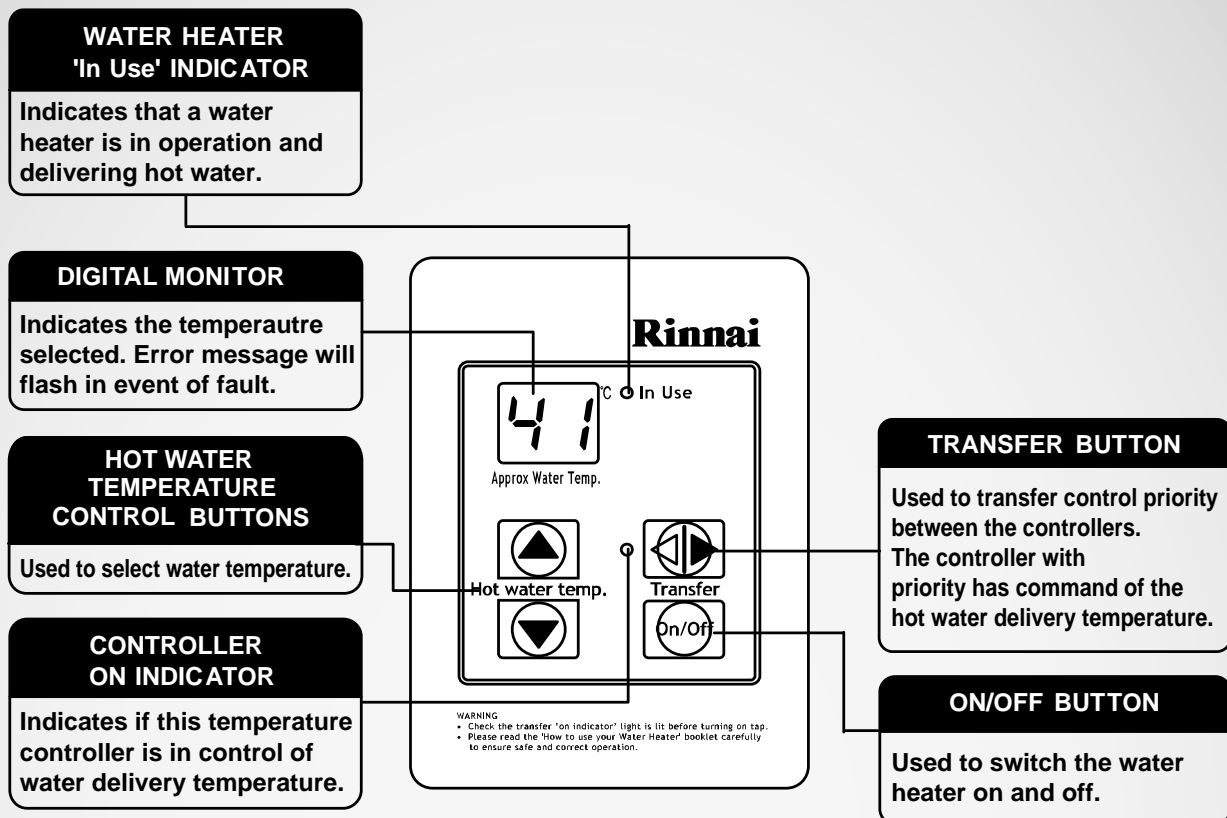 WATER HEATER
'In Use' INDICATOR
Indicates that a water
heater is in operation and
delivering hot water.
DIGITAL MONITOR
Indicates the temperautre
selected. Error message will
flash in event of fault.
HOT WATER
TEMPERATURE
CONTROL BUTTONS
Used to select water temperature.
CONTROLLER
ON INDICATOR
Indicates if this temperature
controller is in control of
water delivery temperature.
Rinnai
41 °C In Use
Approx Water Temp.
Hot water temp.
Transfer
On/Off
WARNING
• Check the transfer 'on indicator' light is lit before turning on tap.
• Please read the 'How to use your Water Heater' booklet carefully
to ensure safe and correct operation.
TRANSFER BUTTON
Used to transfer control priority
between the controllers.
The controller with
priority has command of the
hot water delivery temperature.
ON/OFF BUTTON
Used to switch the water
heater on and off.